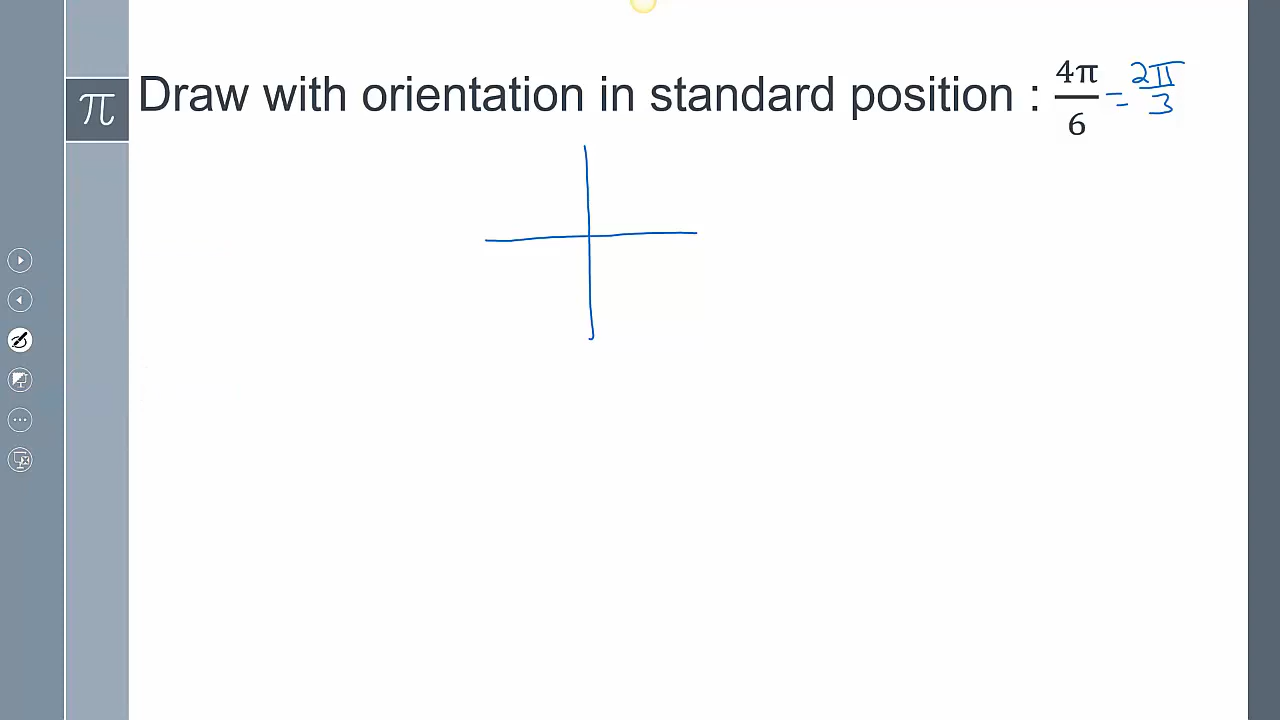 π Draw with orientation in standard position : 4π/6 = 2π/3